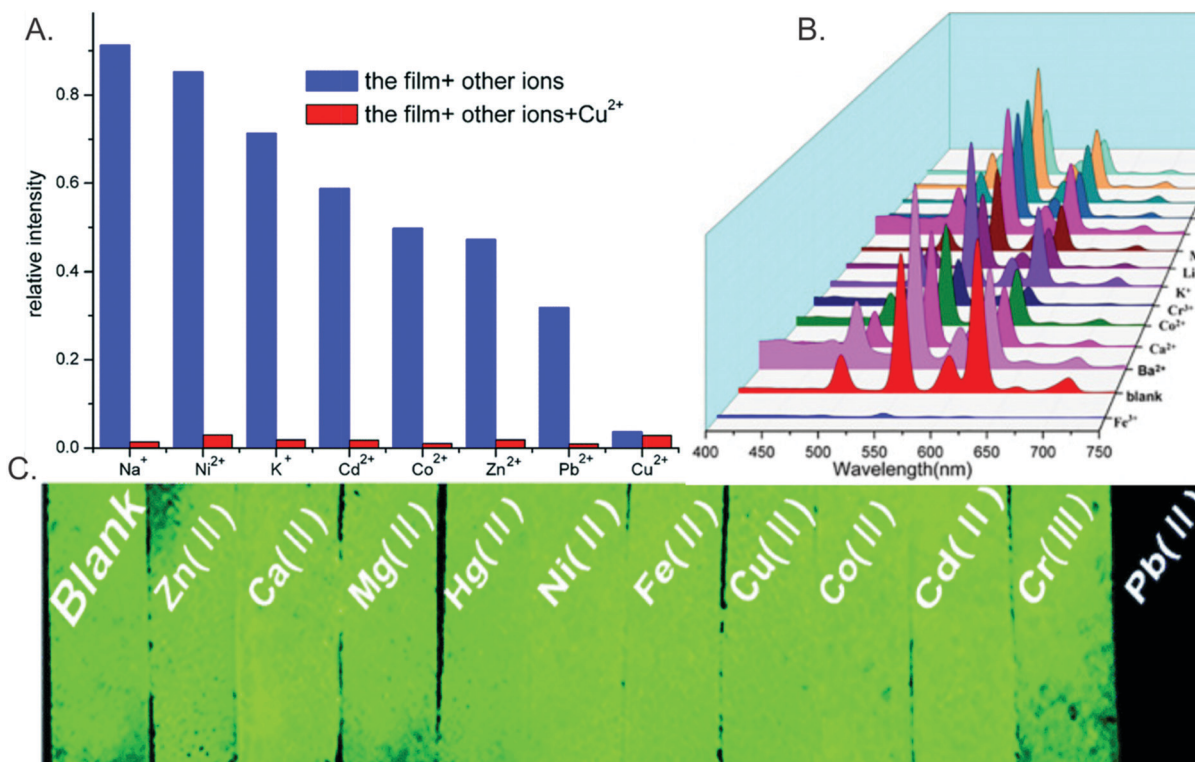 A.
relative intensity
0.8
0.6
0.4
0.2
0.0
the film+ other ions
the film+ other ions+Cu²⁺
Na⁺ Ni²⁺ K⁺ Cd²⁺ Co²⁺ Zn²⁺ Pb²⁺ Cu²⁺
B.
Li
K⁺
Cr³⁺
Co²⁺
Ca²⁺
Ba²⁺
blank
Fe³⁺
400 450 500 550 600 650 700 750
Wavelength(nm)
C.
Blank Zn(II) Ca(II) Mg(II) Hg(II) Ni(II) Fe(II) Cu(II) Co(II) Cd(II) Cr(III) Pb(II)